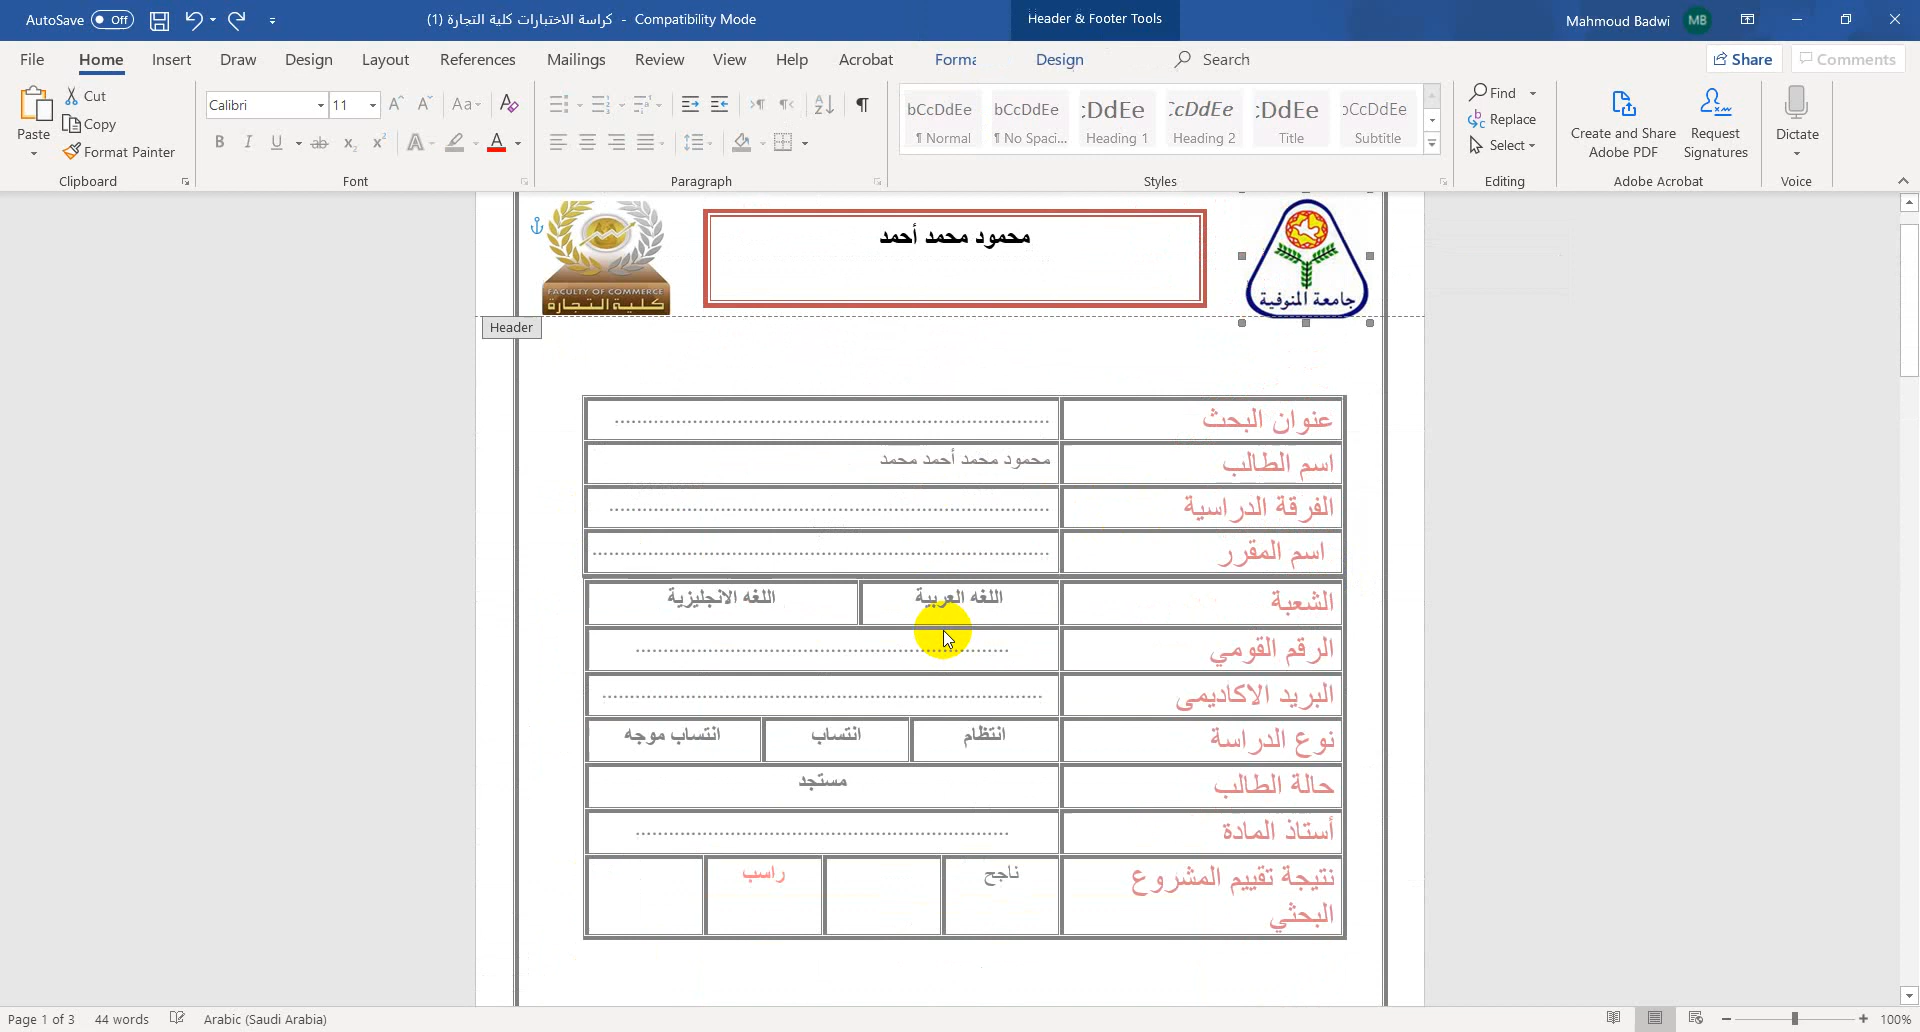 AutoSave Off
كراسة الاختبارات كلية التجارة (1) - Compatibility Mode
Header & Footer Tools
Mahmoud Badwi MB
File Home Insert Draw Design Layout References Mailings Review View Help Acrobat Forma Design Search
Share Comments
Paste
Cut
Copy
Format Painter
Clipboard
Calibri 11
Font
Paragraph
bCcDdEe bCcDdEe :DdEe CcDdEe :DdEe CcDdEe
¶ Normal ¶ No Spaci... Heading 1 Heading 2 Title Subtitle
Styles
Find
Replace
Select
Editing
Create and Share Adobe PDF
Request Signatures
Adobe Acrobat
Dictate
Voice
FACULTY OF COMMERCE
كلية التجارة
محمود محمد أحمد
جامعة المنوفية
Header
عنوان البحث ..............................................................................
اسم الطالب محمود محمد أحمد محمد
الفرقة الدراسية ...............................................................................
اسم المقرر ..................................................................................
الشعبة اللغه العربية اللغه الانجليزية
الرقم القومي ...................................................................
البريد الاكاديمى ...............................................................................
نوع الدراسة انتظام انتساب انتساب موجه
حالة الطالب مستجد
أستاذ المادة ...................................................................
نتيجة تقييم المشروع البحثي ناجح راسب
Page 1 of 3 44 words Arabic (Saudi Arabia) 100%